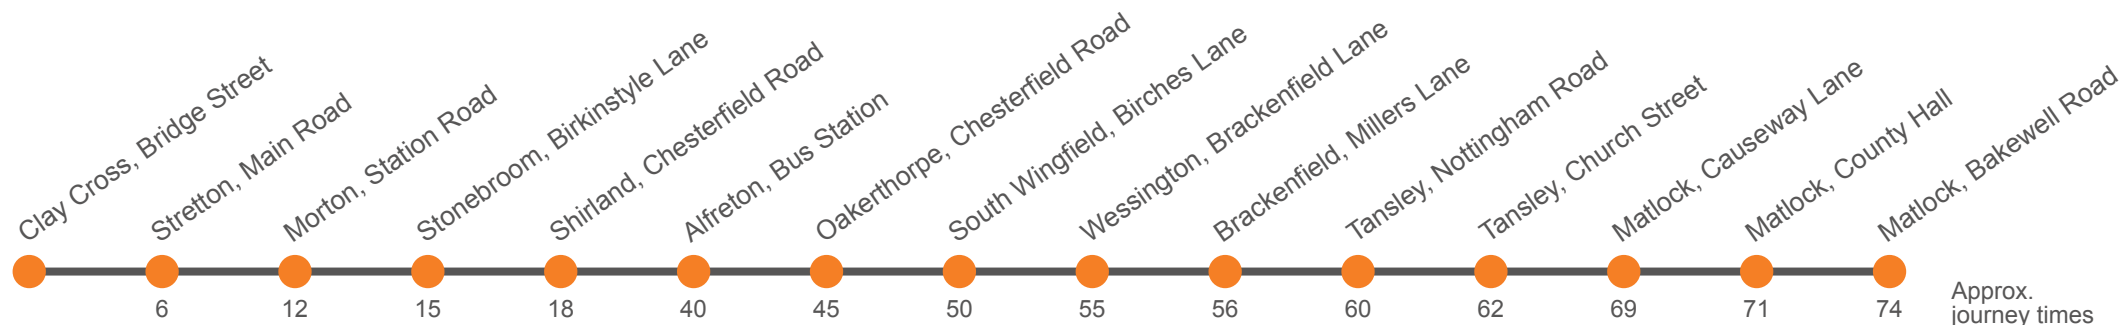 Clay Cross, Bridge Street
Stretton, Main Road
Morton, Station Road
Stonebroom, Birkinstyle Lane
Shirland, Chesterfield Road
Alfreton, Bus Station
Oakerthorpe, Chesterfield Road
South Wingfield, Birches Lane
Wessington, Brackenfield Lane
Brackenfield, Millers Lane
Tansley, Nottingham Road
Tansley, Church Street
Matlock, Causeway Lane
Matlock, County Hall
Matlock, Bakewell Road
6 12 15 18 40 45 50 55 56 60 62 69 71 74
Approx.
journey times